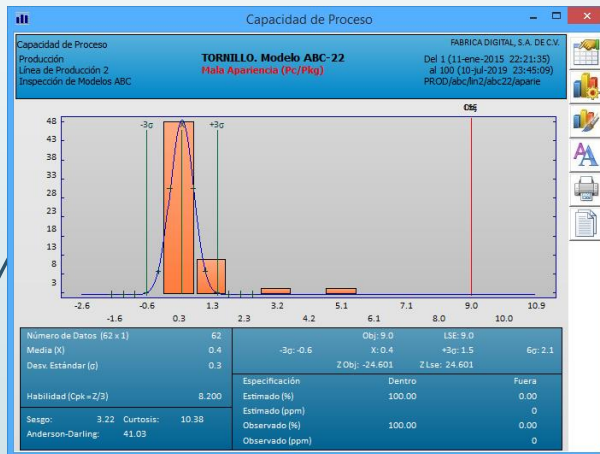 Capacidad de Proceso
Capacidad de Proceso
FABRICA DIGITAL, S.A. DE C.V.
Producción
TORNILLO. Modelo ABC-22
Del 1 (11-ene-2015 22:21:35)
Línea de Producción 2
Mala Apariencia (Pc/Pkg)
al 100 (10-jul-2019 23:45:09)
Inspección de Modelos ABC
PROD/abc/lin2/abc22/aparie
-3σ
+3σ
48
43
38
33
28
23
18
13
8
3
-2.6 -0.6 1.3 3.2 5.1 7.1 9.0 10.9
-1.6 0.3 2.3 4.2 6.1 8.0 10.0
Número de Datos (62 x 1) 62
Obj: 9.0 LSE: 9.0
Media (X) 0.4
-3σ: -0.6 X: 0.4 +3σ: 1.5 6σ: 2.1
Desv. Estándar (σ) 0.3
Z Obj: -24.601 Z Lse: 24.601
Especificación Dentro Fuera
Habilidad (Cpk = Z/3) 8.200
Estimado (%) 100.00 0.00
Estimado (ppm) 0
Sesgo: 3.22 Curtosis: 10.38
Observado (%) 100.00 0.00
Anderson-Darling: 41.03
Observado (ppm) 0